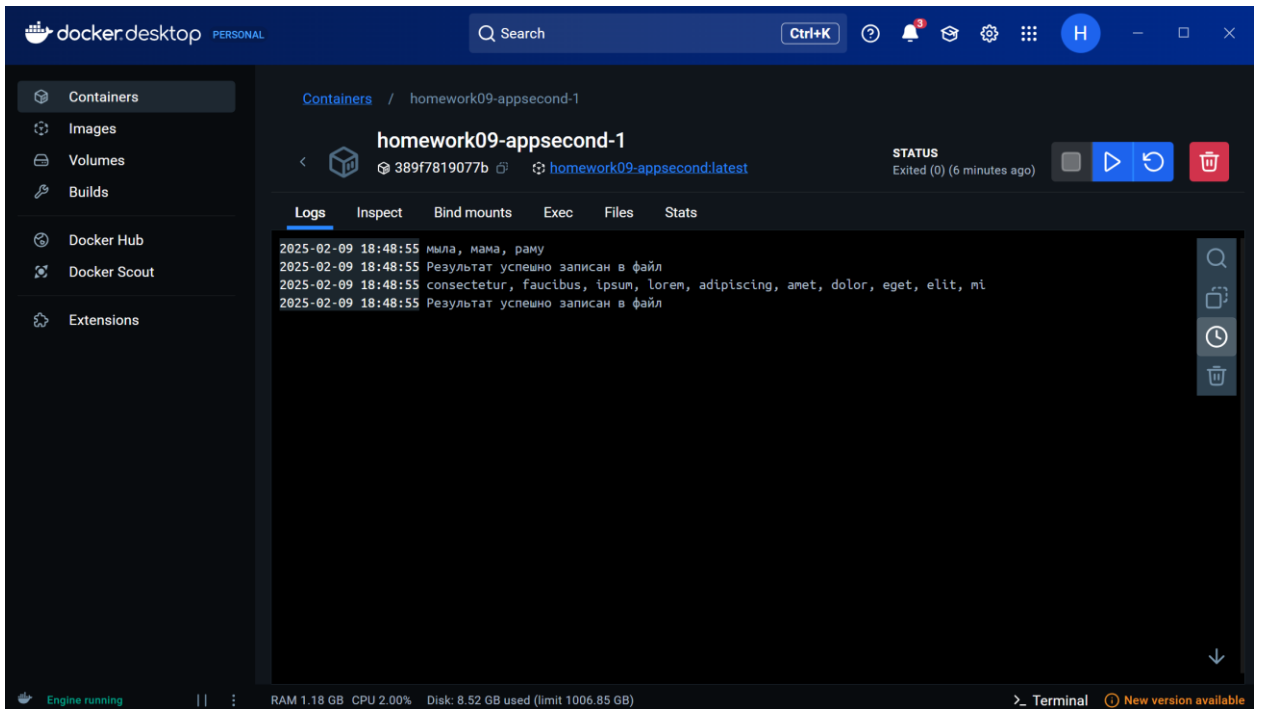 docker.desktop PERSONAL
Search
Ctrl+K
3
H
Containers
Images
Volumes
Builds
Docker Hub
Docker Scout
Extensions
Containers / homework09-appsecond-1
homework09-appsecond-1
389f7819077b homework09-appsecond:latest
STATUS
Exited (0) (6 minutes ago)
Logs Inspect Bind mounts Exec Files Stats
2025-02-09 18:48:55 мыла, мама, раму
2025-02-09 18:48:55 Результат успешно записан в файл
2025-02-09 18:48:55 consectetur, faucibus, ipsum, lorem, adipiscing, amet, dolor, eget, elit, mi
2025-02-09 18:48:55 Результат успешно записан в файл
Engine running
RAM 1.18 GB CPU 2.00% Disk: 8.52 GB used (limit 1006.85 GB)
Terminal
New version available